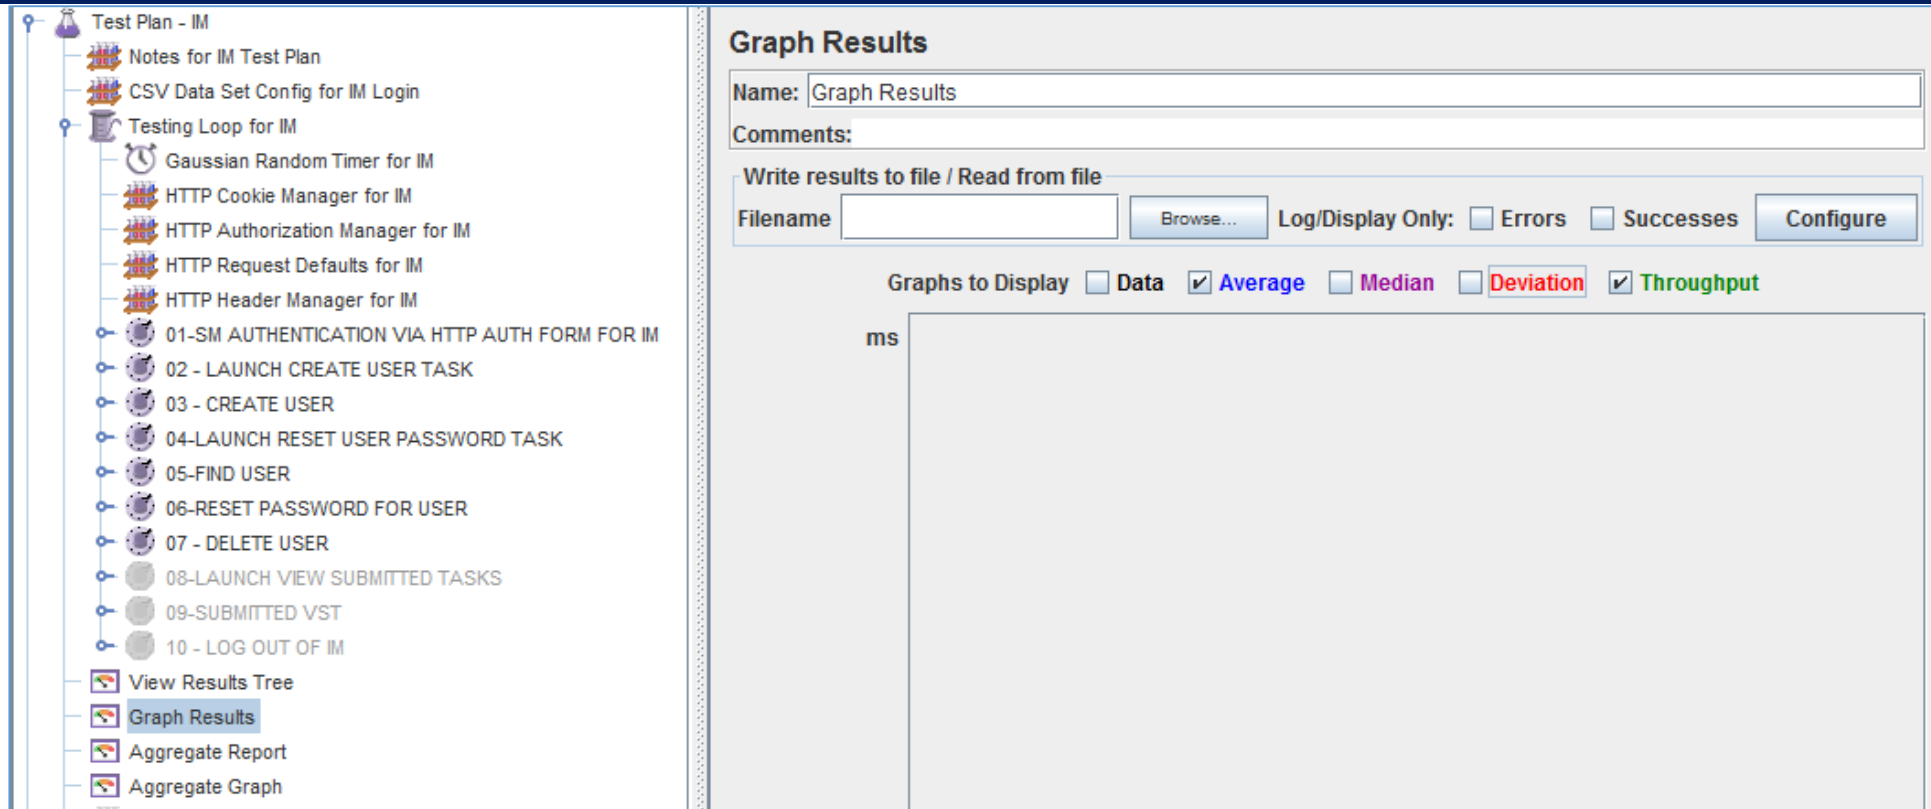 Test Plan - IM
Notes for IM Test Plan
CSV Data Set Config for IM Login
Testing Loop for IM
Gaussian Random Timer for IM
HTTP Cookie Manager for IM
HTTP Authorization Manager for IM
HTTP Request Defaults for IM
HTTP Header Manager for IM
01-SM AUTHENTICATION VIA HTTP AUTH FORM FOR IM
02 - LAUNCH CREATE USER TASK
03 - CREATE USER
04-LAUNCH RESET USER PASSWORD TASK
05-FIND USER
06-RESET PASSWORD FOR USER
07 - DELETE USER
08-LAUNCH VIEW SUBMITTED TASKS
09-SUBMITTED VST
10 - LOG OUT OF IM
View Results Tree
Graph Results
Aggregate Report
Aggregate Graph
Graph Results
Name: Graph Results
Comments:
Write results to file / Read from file
Filename Browse... Log/Display Only: Errors Successes Configure
Graphs to Display Data Average Median Deviation Throughput
ms